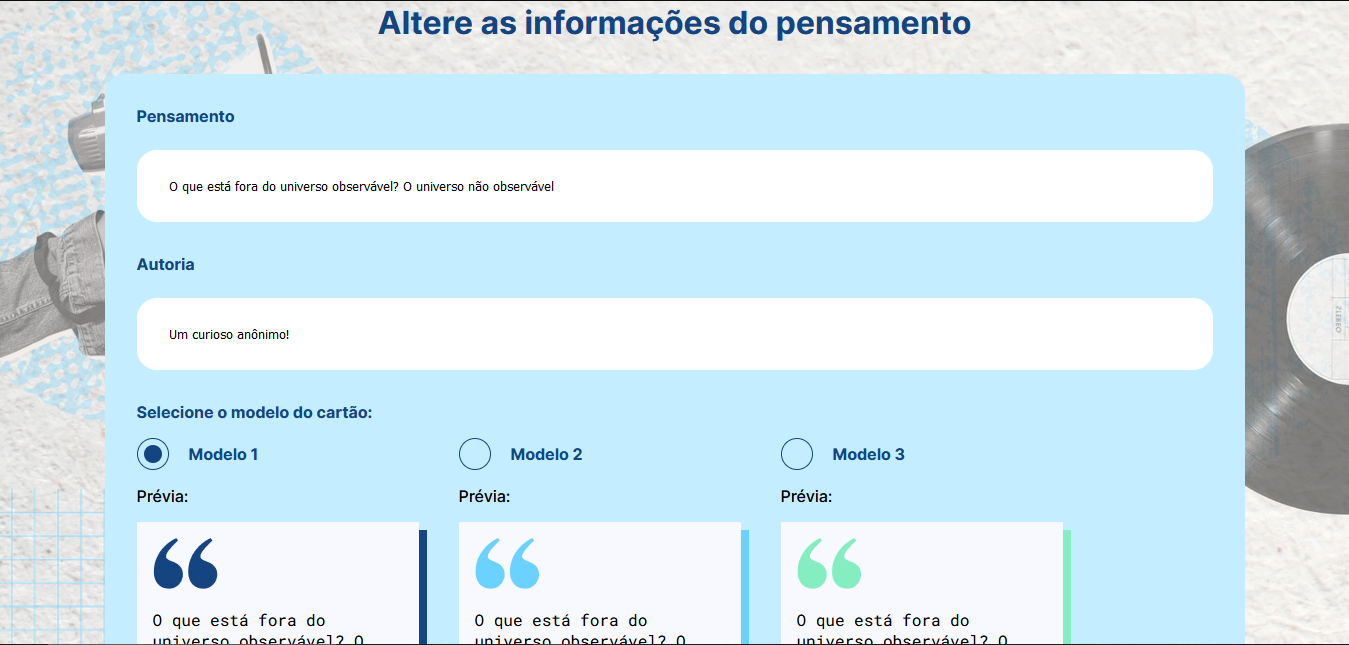 Altere as informações do pensamento
Pensamento
O que está fora do universo observável? O universo não observável
Autoria
Um curioso anônimo!
Selecione o modelo do cartão:
Modelo 1
Modelo 2
Modelo 3
Prévia:
Prévia:
Prévia:
O que está fora do
universo observável? O
O que está fora do
universo observável? O
O que está fora do
universo observável? O